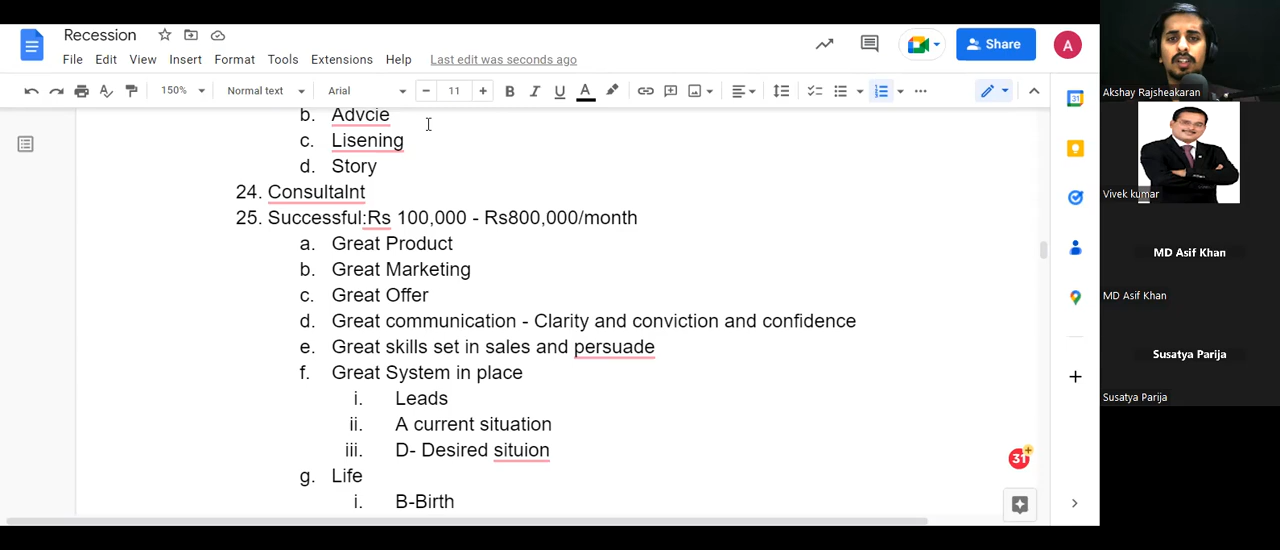 Recession
File Edit View Insert Format Tools Extensions Help Last edit was seconds ago
Share
A
150% Normal text Arial 11
b. Advcie
c. Lisening
d. Story
24. Consultalnt
25. Successful:Rs 100,000 - Rs800,000/month
a. Great Product
b. Great Marketing
c. Great Offer
d. Great communication - Clarity and conviction and confidence
e. Great skills set in sales and persuade
f. Great System in place
i. Leads
ii. A current situation
iii. D- Desired situion
g. Life
i. B-Birth
31
Akshay Rajsheakaran
Vivek kumar
MD Asif Khan
MD Asif Khan
Susatya Parija
Susatya Parija